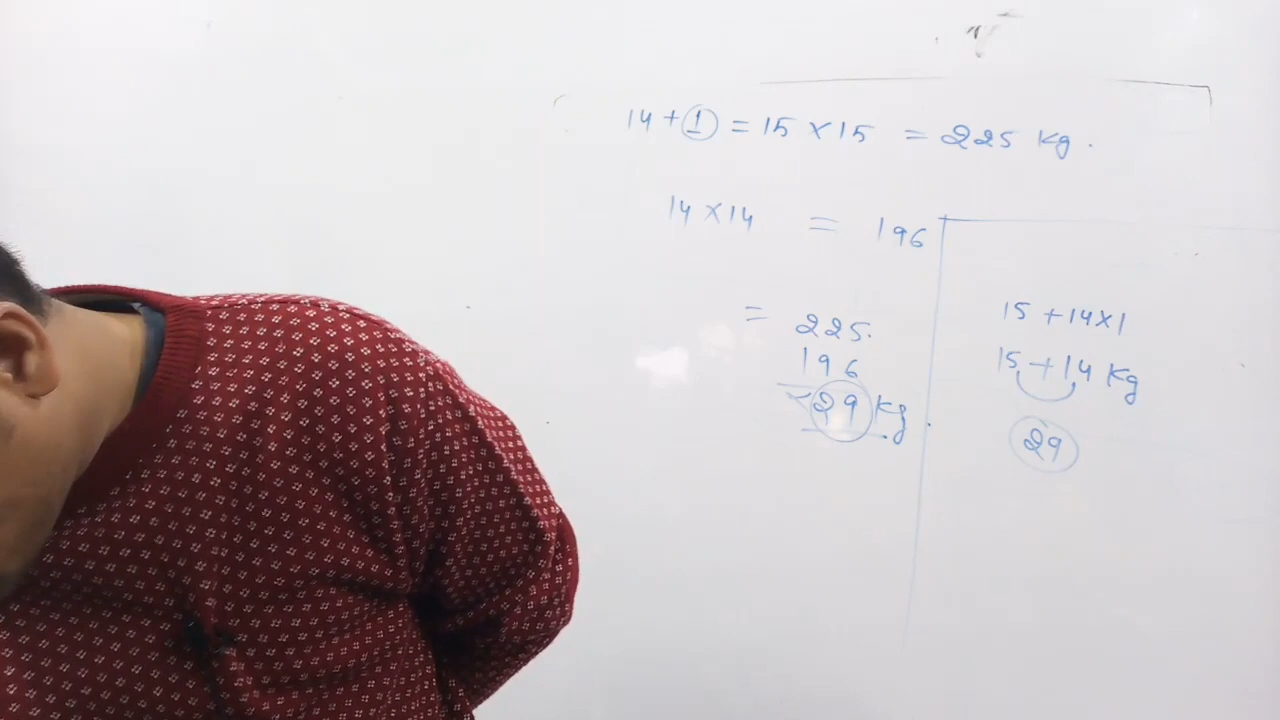 14 + 1 = 15 × 15 = 225 Kg.
14 × 14 = 196
= 225.
196
29 Kg.
15 + 14 × 1
15 + 14 Kg
29